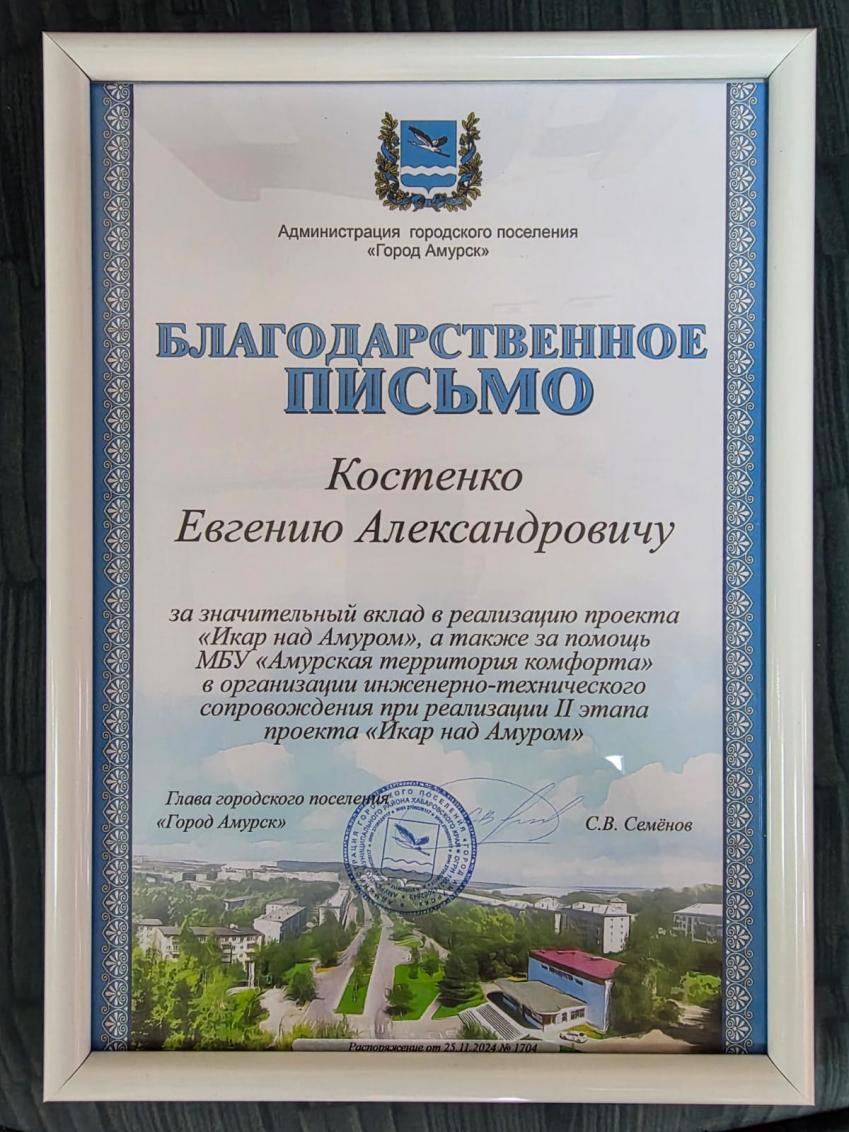 Администрация городского поселения
«Город Амурск»
БЛАГОДАРСТВЕННОЕ
ПИСЬМО
Костенко
Евгению Александровичу
за значительный вклад в реализацию проекта
«Икар над Амуром», а также за помощь
МБУ «Амурская территория комфорта»
в организации инженерно-технического
сопровождения при реализации II этапа
проекта «Икар над Амуром»
Глава городского поселения
«Город Амурск»
С.В. Семёнов
Распоряжение от 25.11.2024 № 1704